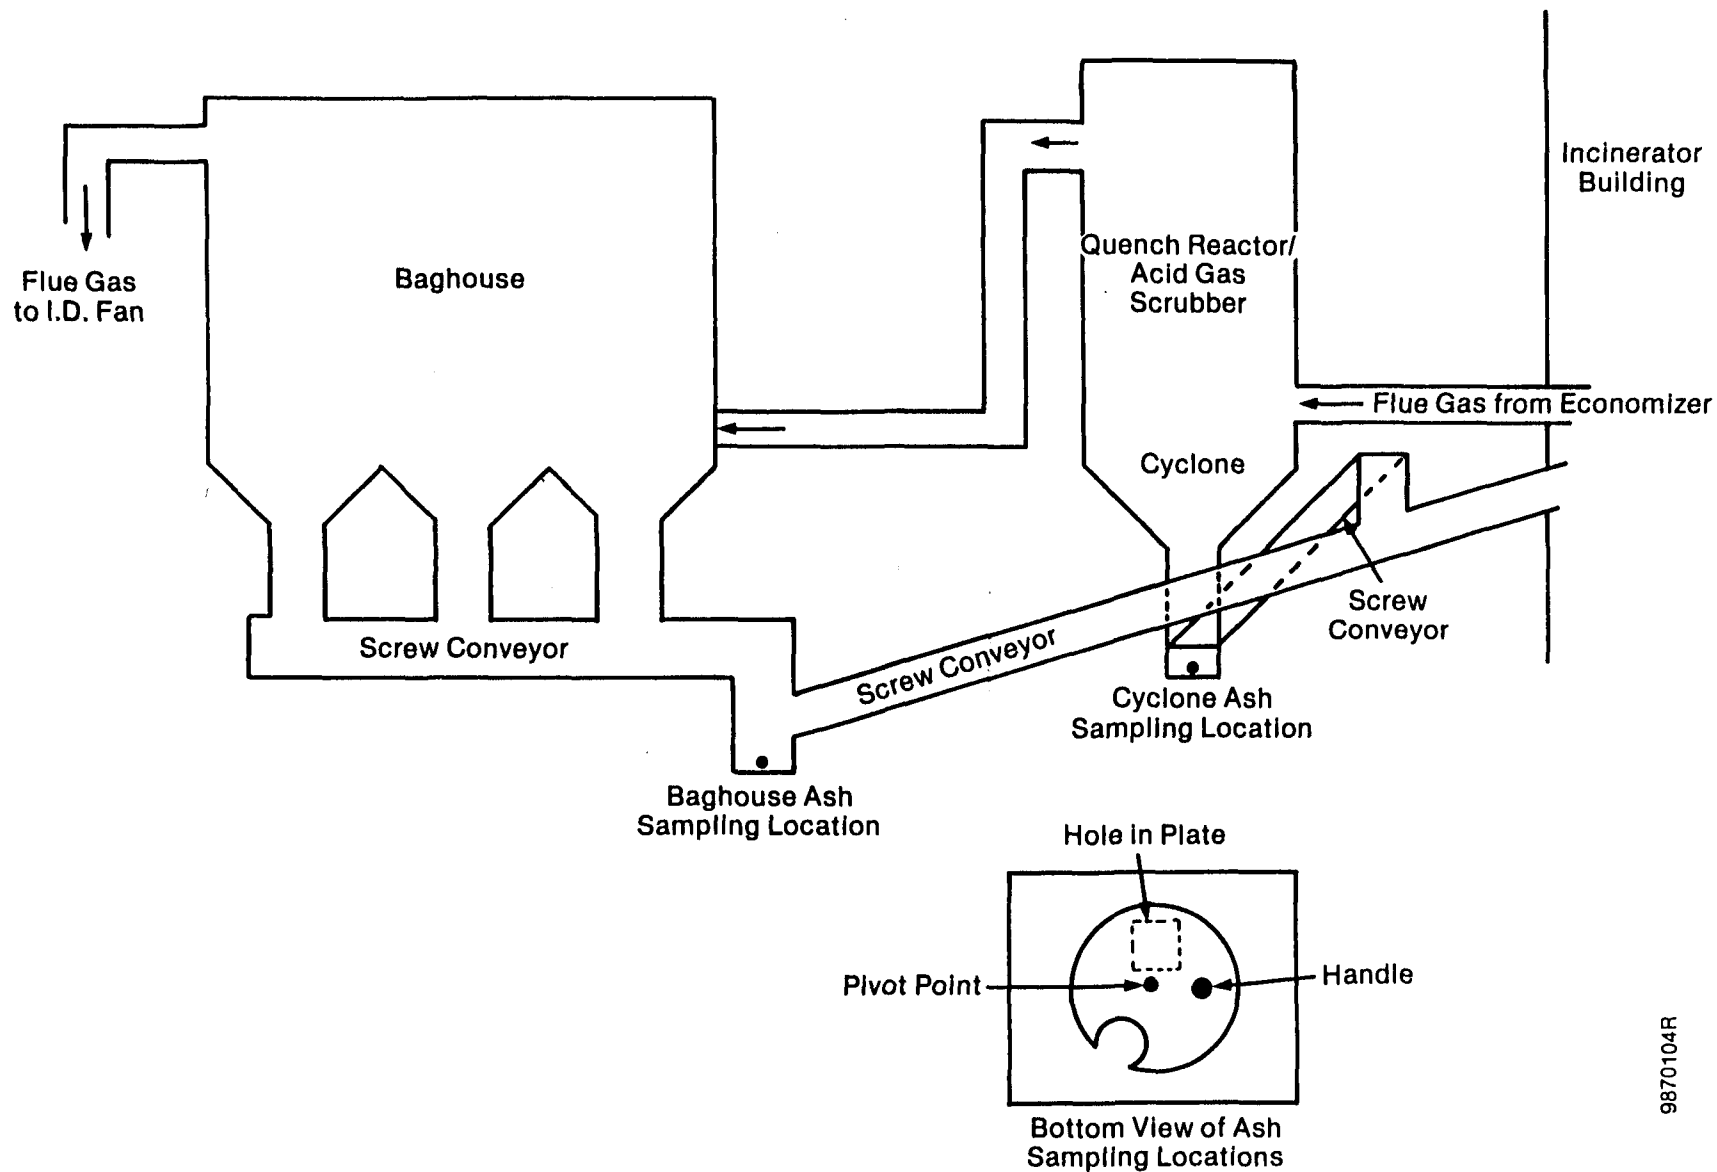 Incinerator
Building
Quench Reactor/
Acid Gas
Scrubber
Baghouse
Flue Gas
to I.D. Fan
Flue Gas from Economizer
Cyclone
Screw
Conveyor
Screw Conveyor
Screw Conveyor
Cyclone Ash
Sampling Location
Baghouse Ash
Sampling Location
Hole in Plate
Pivot Point
Handle
Bottom View of Ash
Sampling Locations
9870104R